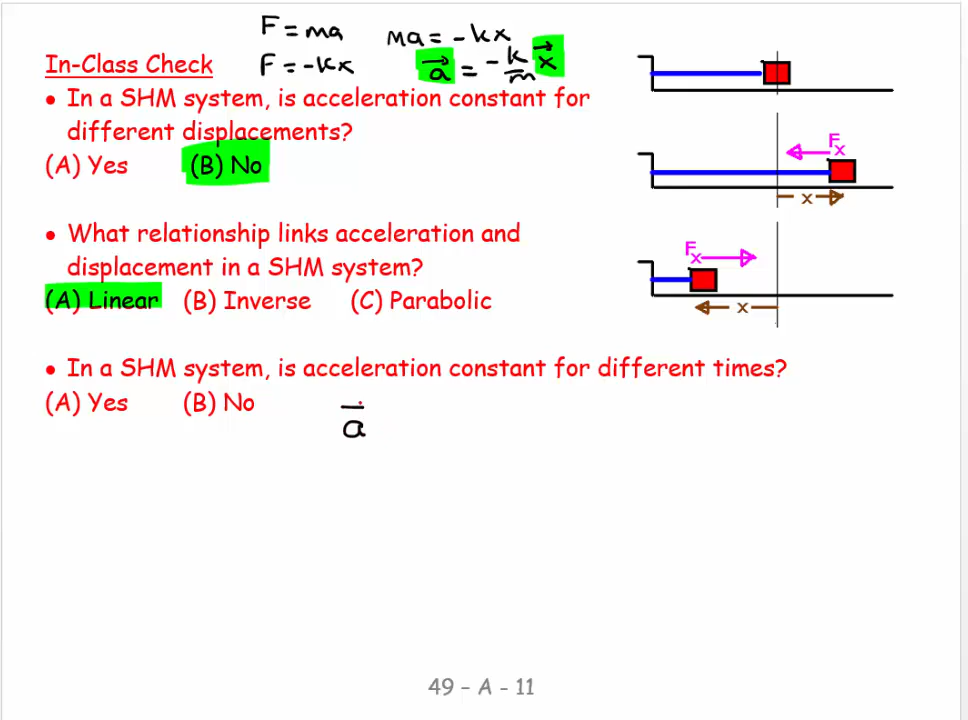 F = ma
ma = -kx
In-Class Check
F = -kx
a = -k/m x
• In a SHM system, is acceleration constant for
different displacements?
(A) Yes (B) No
• What relationship links acceleration and
displacement in a SHM system?
(A) Linear (B) Inverse (C) Parabolic
• In a SHM system, is acceleration constant for different times?
(A) Yes (B) No
a
Fx
x
Fx
x
49 – A - 11